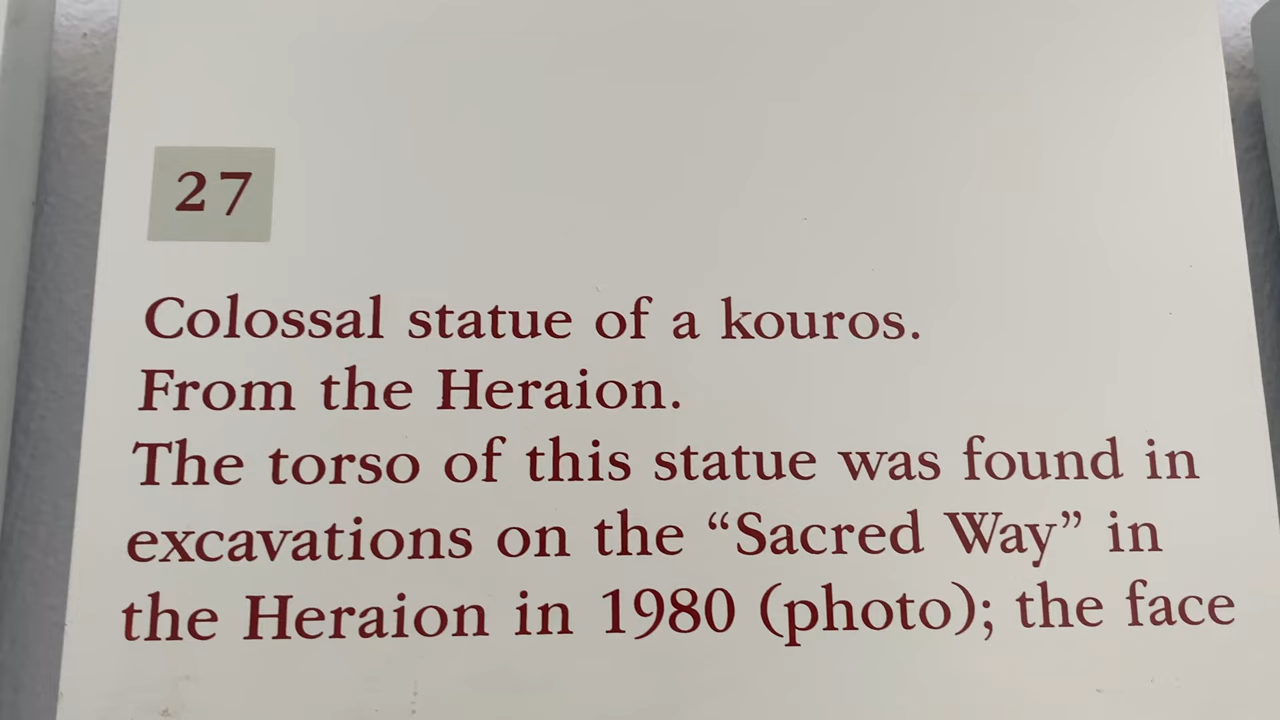 27
Colossal statue of a kouros.
From the Heraion.
The torso of this statue was found in
excavations on the “Sacred Way” in
the Heraion in 1980 (photo); the face